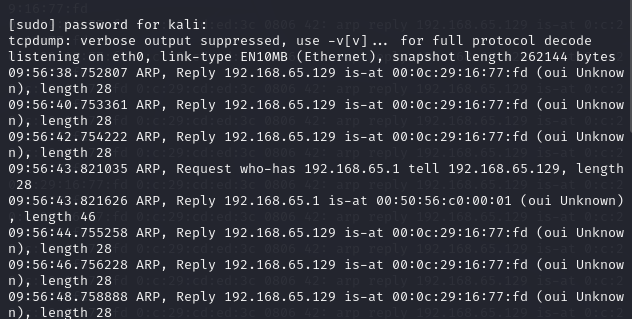 [sudo] password for kali:
tcpdump: verbose output suppressed, use -v[v]... for full protocol decode
listening on eth0, link-type EN10MB (Ethernet), snapshot length 262144 bytes
09:56:38.752807 ARP, Reply 192.168.65.129 is-at 00:0c:29:16:77:fd (oui Unknow
n), length 28
09:56:40.753361 ARP, Reply 192.168.65.129 is-at 00:0c:29:16:77:fd (oui Unknow
n), length 28
09:56:42.754222 ARP, Reply 192.168.65.129 is-at 00:0c:29:16:77:fd (oui Unknow
n), length 28
09:56:43.821035 ARP, Request who-has 192.168.65.1 tell 192.168.65.129, length
 28
09:56:43.821626 ARP, Reply 192.168.65.1 is-at 00:50:56:c0:00:01 (oui Unknown)
, length 46
09:56:44.755258 ARP, Reply 192.168.65.129 is-at 00:0c:29:16:77:fd (oui Unknow
n), length 28
09:56:46.756228 ARP, Reply 192.168.65.129 is-at 00:0c:29:16:77:fd (oui Unknow
n), length 28
09:56:48.758888 ARP, Reply 192.168.65.129 is-at 00:0c:29:16:77:fd (oui Unknow
n), length 28